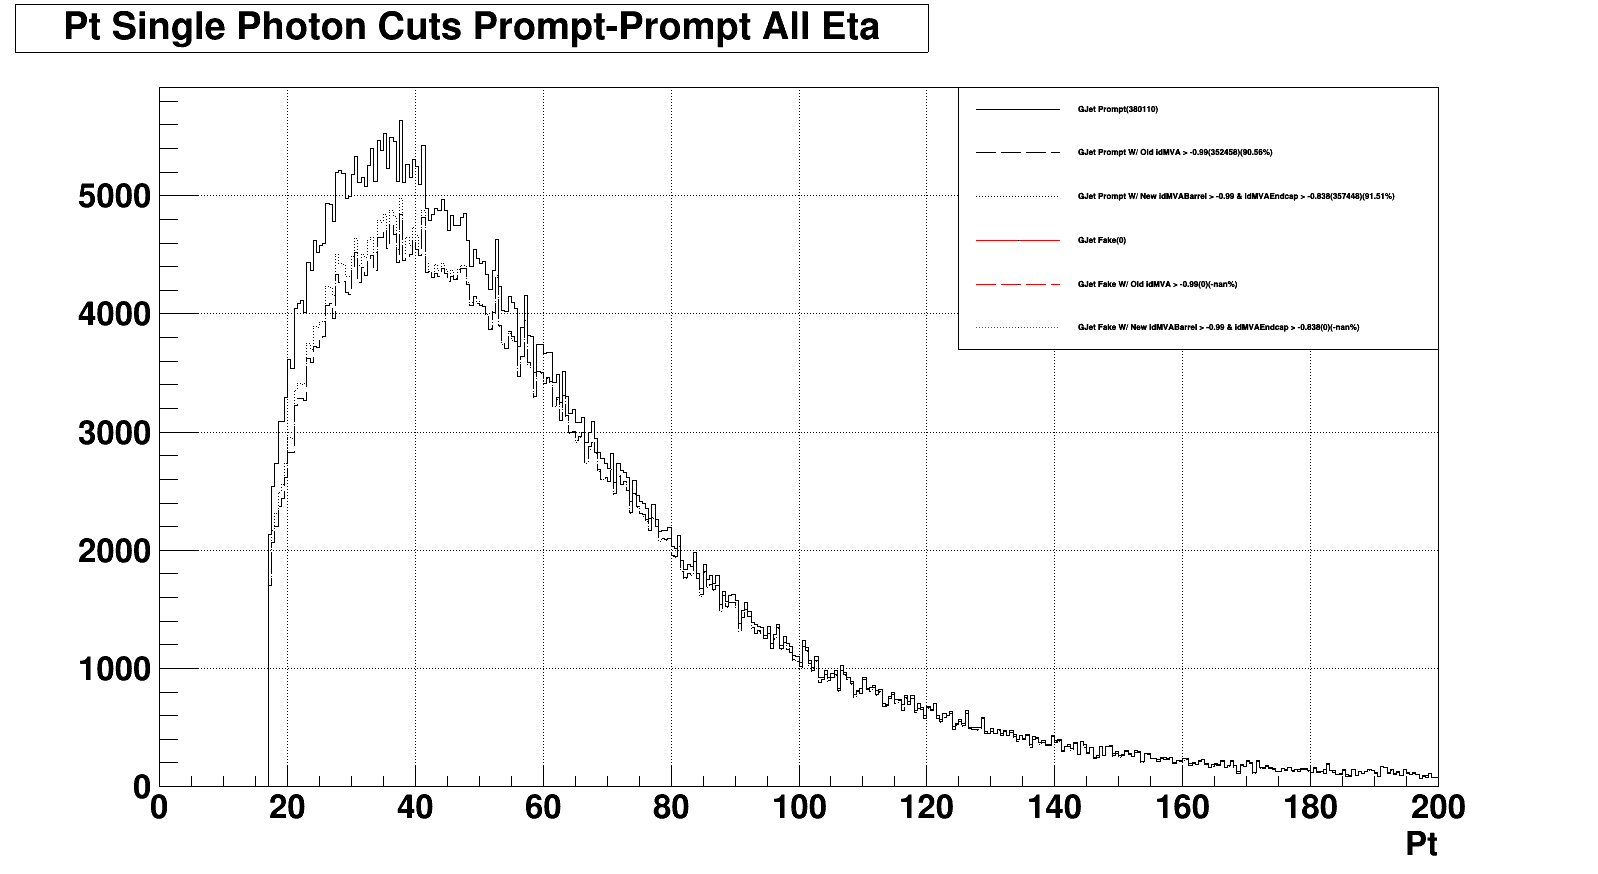 Pt Single Photon Cuts Prompt-Prompt All Eta
GJet Prompt(380110)
GJet Prompt W/ Old idMVA > -0.99(352458)(90.56%)
GJet Prompt W/ New idMVABarrel > -0.99 & idMVAEndcap > -0.838(357448)(91.51%)
GJet Fake(0)
GJet Fake W/ Old idMVA > -0.99(0)(-nan%)
GJet Fake W/ New idMVABarrel > -0.99 & idMVAEndcap > -0.838(0)(-nan%)
5000
4000
3000
2000
1000
0
0 20 40 60 80 100 120 140 160 180 200
Pt